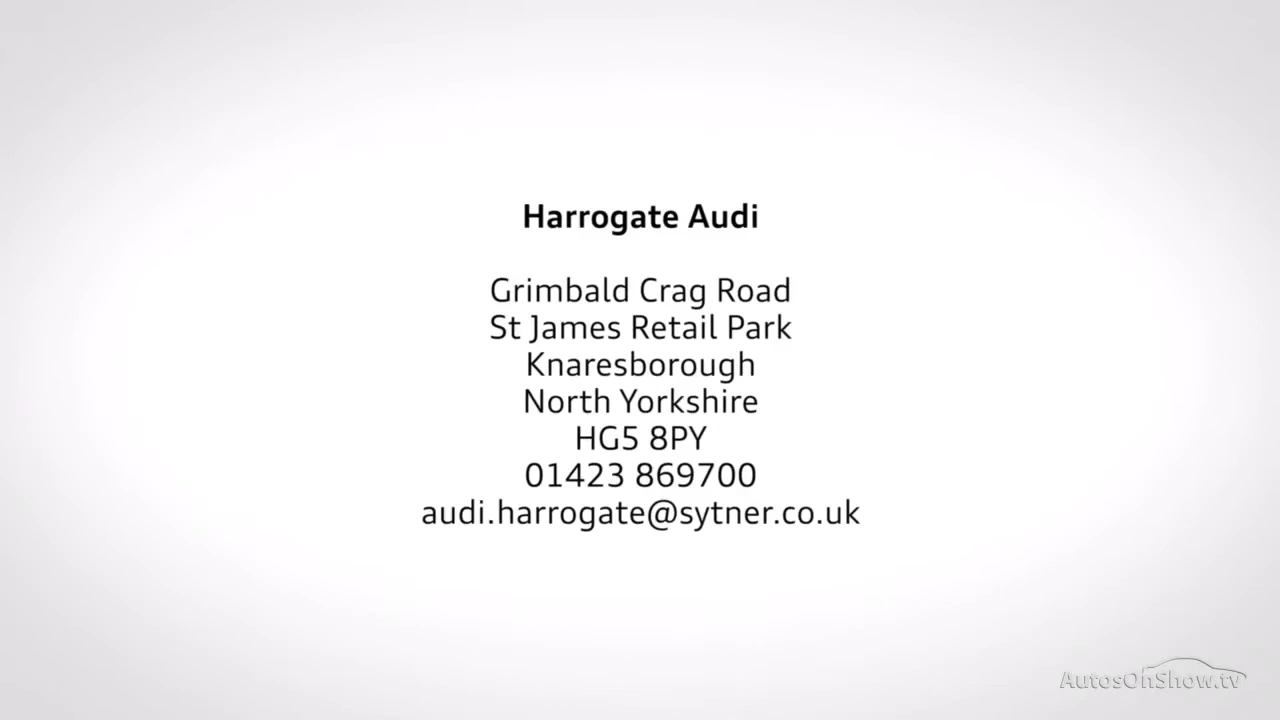 Harrogate Audi
Grimbald Crag Road
St James Retail Park
Knaresborough
North Yorkshire
HG5 8PY
01423 869700
audi.harrogate@sytner.co.uk
AutosOnShow.tv